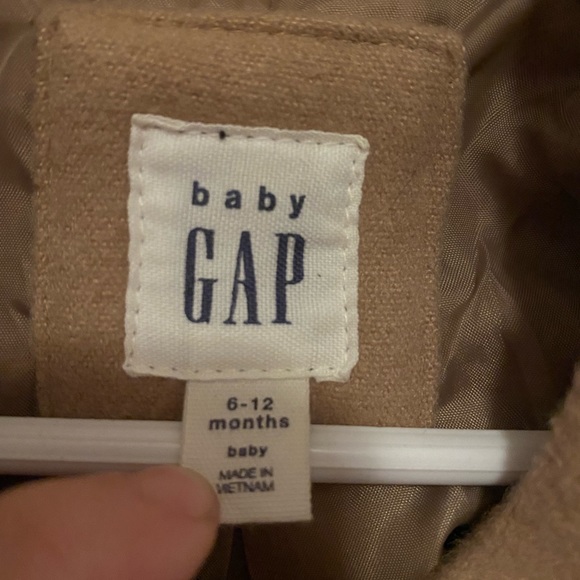 baby
GAP
6-12
months
baby
MADE IN
VIETNAM